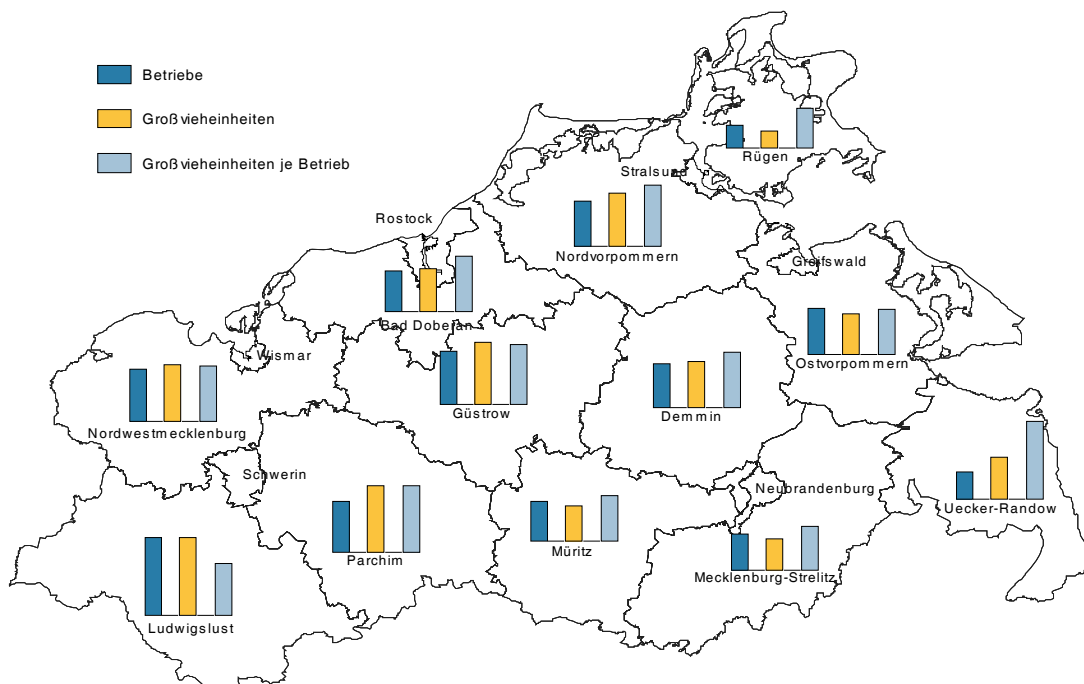 Betriebe
Großvieheinheiten
Großvieheinheiten je Betrieb
Rügen
Stralsund
Rostock
Nordvorpommern
Greifswald
Bad Doberan
Wismar
Ostvorpommern
Güstrow
Demmin
Nordwestmecklenburg
Schwerin
Neubrandenburg
Uecker-Randow
Müritz
Parchim
Mecklenburg-Strelitz
Ludwigslust